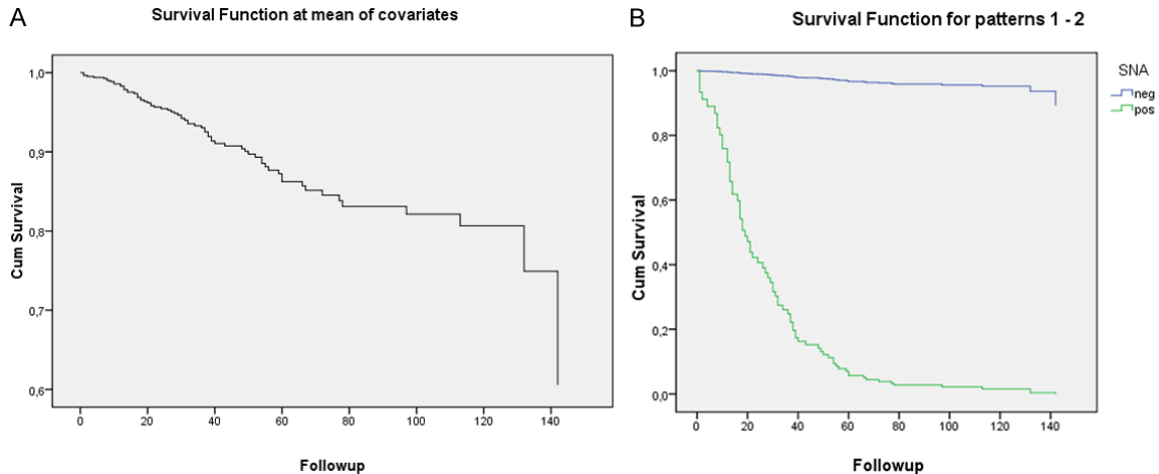 A
Survival Function at mean of covariates
Cum Survival
1,0
0,9
0,8
0,7
0,6
0 20 40 60 80 100 120 140
Followup
B
Survival Function for patterns 1 - 2
Cum Survival
1,0
0,8
0,6
0,4
0,2
0,0
0 20 40 60 80 100 120 140
Followup
SNA
neg
pos